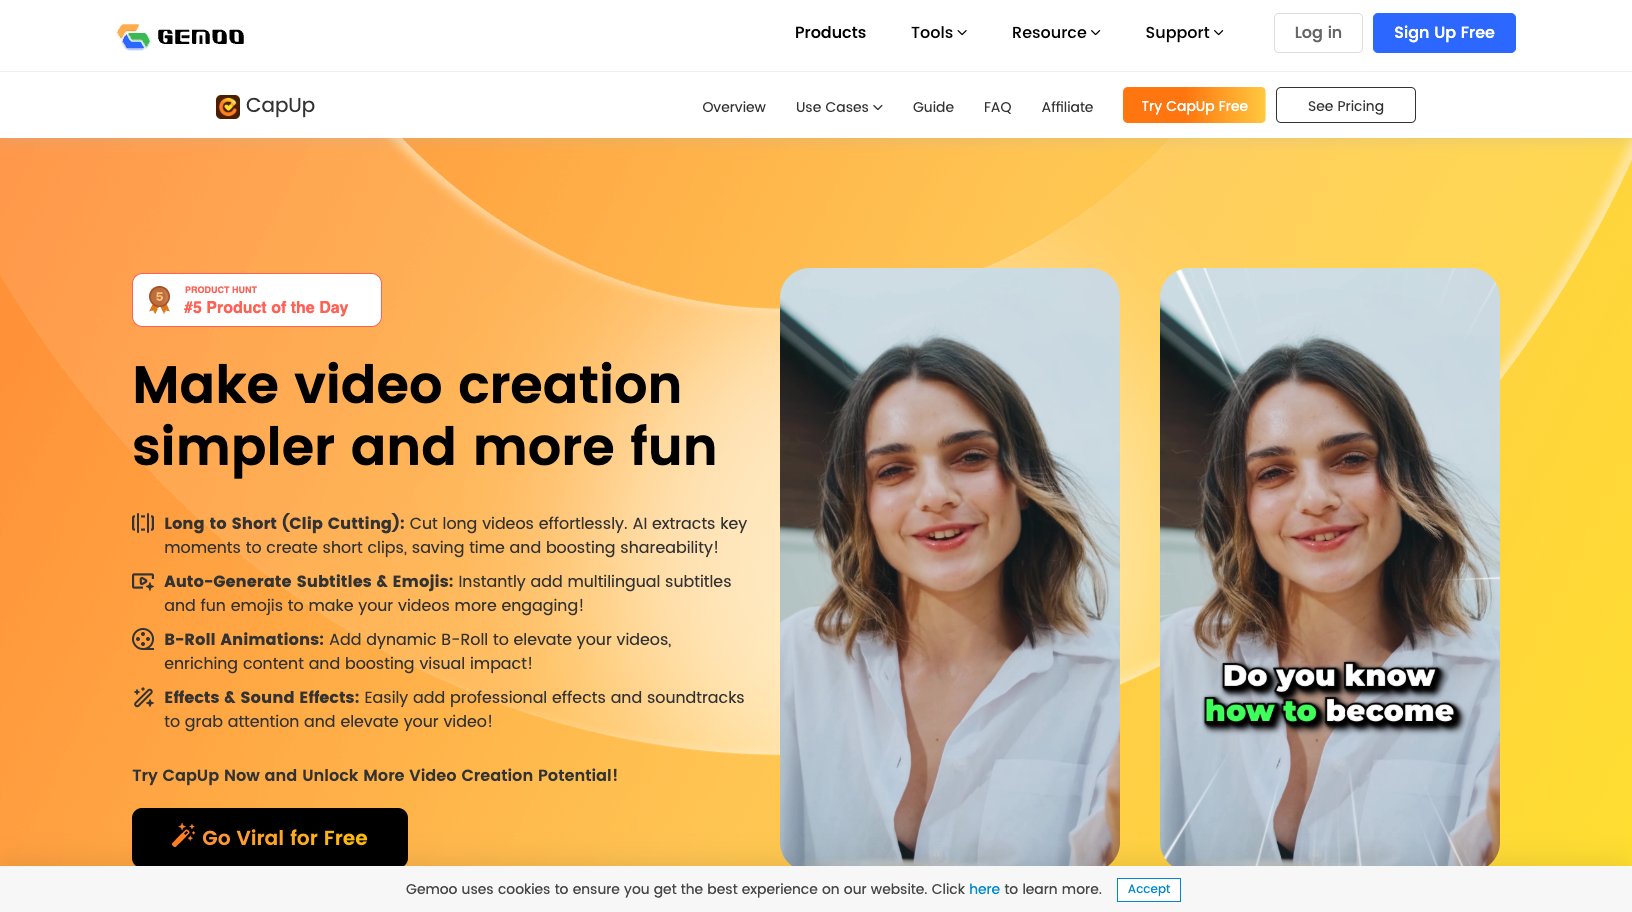 GEMOO
Products
Tools
Resource
Support
Log in
Sign Up Free
CapUp
Overview
Use Cases
Guide
FAQ
Affiliate
Try CapUp Free
See Pricing
5
PRODUCT HUNT
#5 Product of the Day
Make video creation
simpler and more fun
Long to Short (Clip Cutting): Cut long videos effortlessly. AI extracts key
moments to create short clips, saving time and boosting shareability!
Auto-Generate Subtitles & Emojis: Instantly add multilingual subtitles
and fun emojis to make your videos more engaging!
B-Roll Animations: Add dynamic B-Roll to elevate your videos,
enriching content and boosting visual impact!
Effects & Sound Effects: Easily add professional effects and soundtracks
to grab attention and elevate your video!
Try CapUp Now and Unlock More Video Creation Potential!
Go Viral for Free
Do you know
how to become
Gemoo uses cookies to ensure you get the best experience on our website. Click here to learn more.
Accept